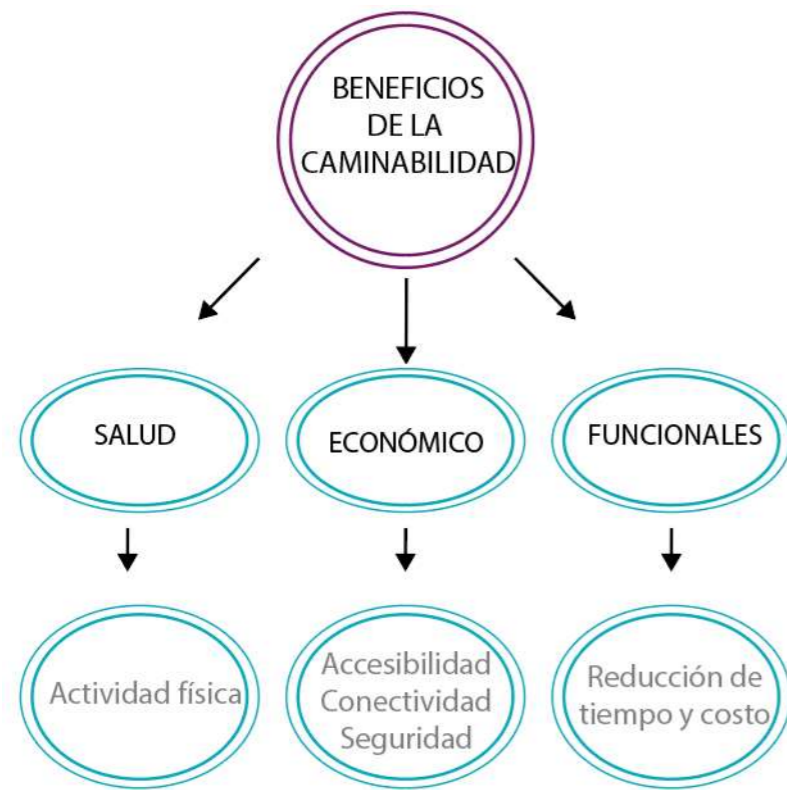 BENEFICIOS
DE LA
CAMINABILIDAD
SALUD
ECONÓMICO
FUNCIONALES
Actividad física
Accesibilidad
Conectividad
Seguridad
Reducción de
tiempo y costo